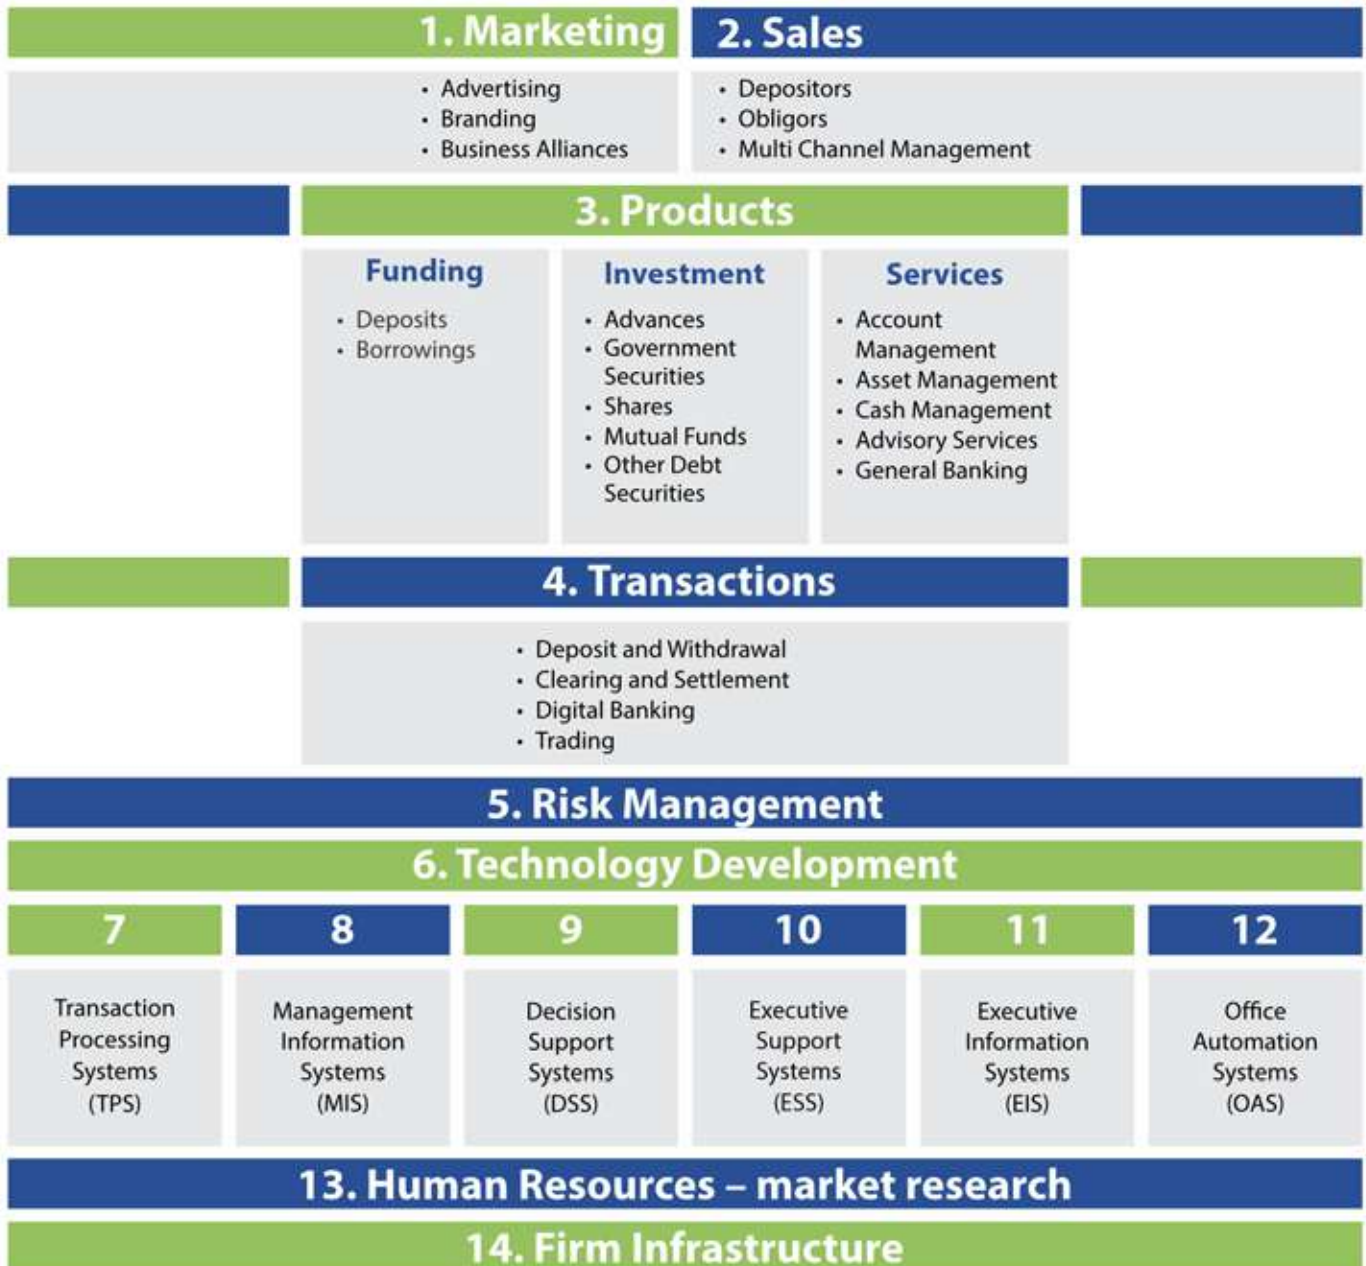 1. Marketing
2. Sales
• Advertising
• Branding
• Business Alliances
• Depositors
• Obligors
• Multi Channel Management
3. Products
Funding
• Deposits
• Borrowings
Investment
• Advances
• Government
Securities
• Shares
• Mutual Funds
• Other Debt
Securities
Services
• Account
Management
• Asset Management
• Cash Management
• Advisory Services
• General Banking
4. Transactions
• Deposit and Withdrawal
• Clearing and Settlement
• Digital Banking
• Trading
5. Risk Management
6. Technology Development
7
Transaction
Processing
Systems
(TPS)
8
Management
Information
Systems
(MIS)
9
Decision
Support
Systems
(DSS)
10
Executive
Support
Systems
(ESS)
11
Executive
Information
Systems
(EIS)
12
Office
Automation
Systems
(OAS)
13. Human Resources – market research
14. Firm Infrastructure